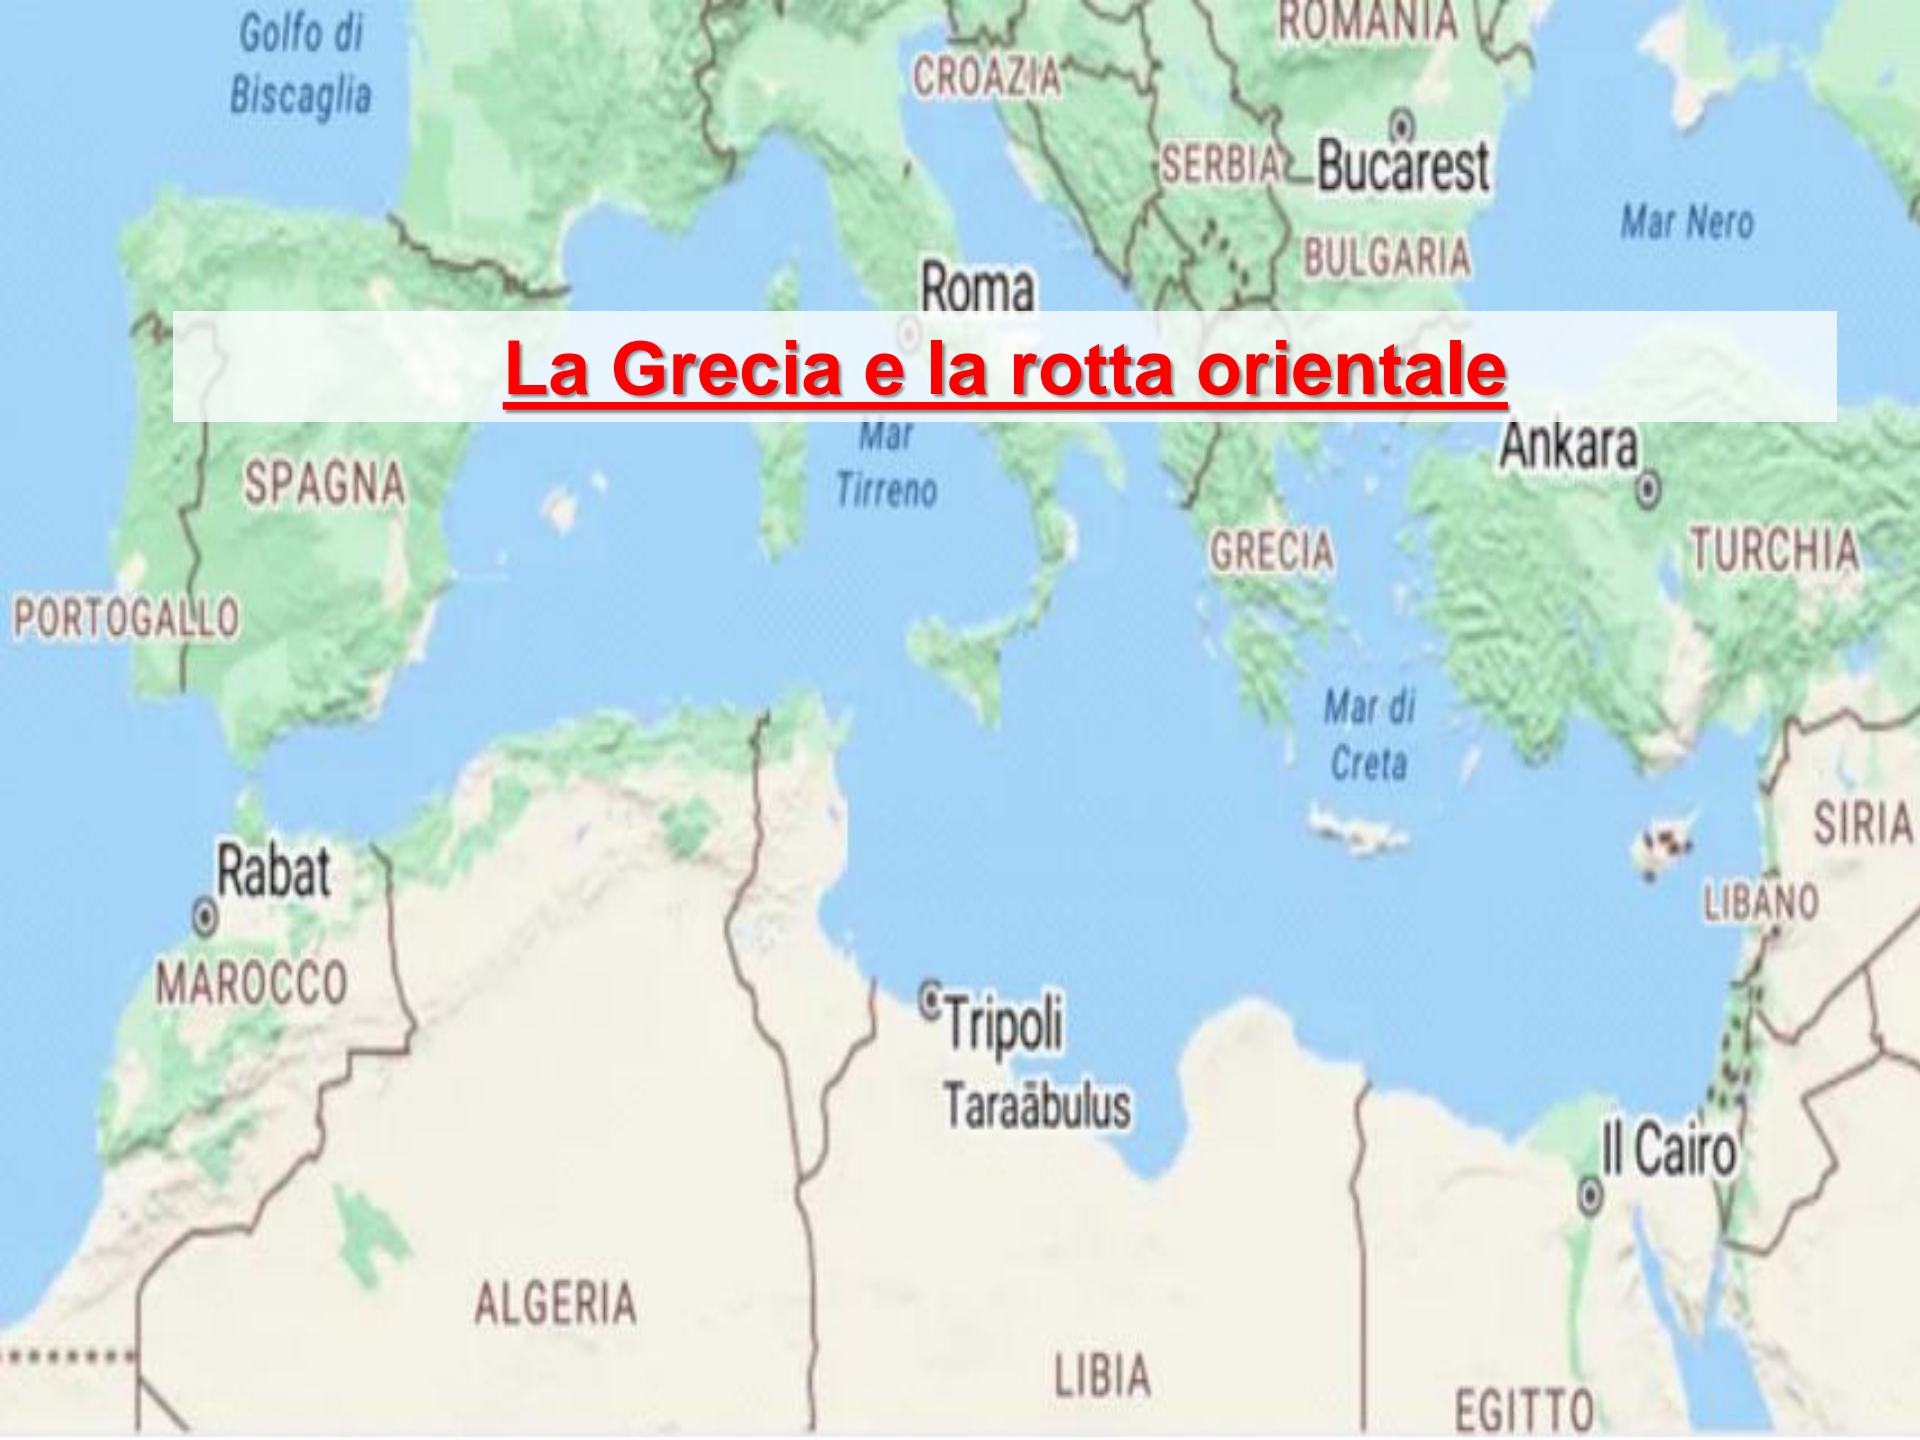 Golfo di
Biscaglia
ROMANIA
CROAZIA
Bucarest
SERBIA
Mar Nero
BULGARIA
Roma
La Grecia e la rotta orientale
Mar
Tirreno
Ankara
SPAGNA
GRECIA
TURCHIA
PORTOGALLO
Mar di
Creta
SIRIA
Rabat
LIBANO
MAROCCO
Tripoli
Taraābulus
Il Cairo
ALGERIA
LIBIA
EGITTO